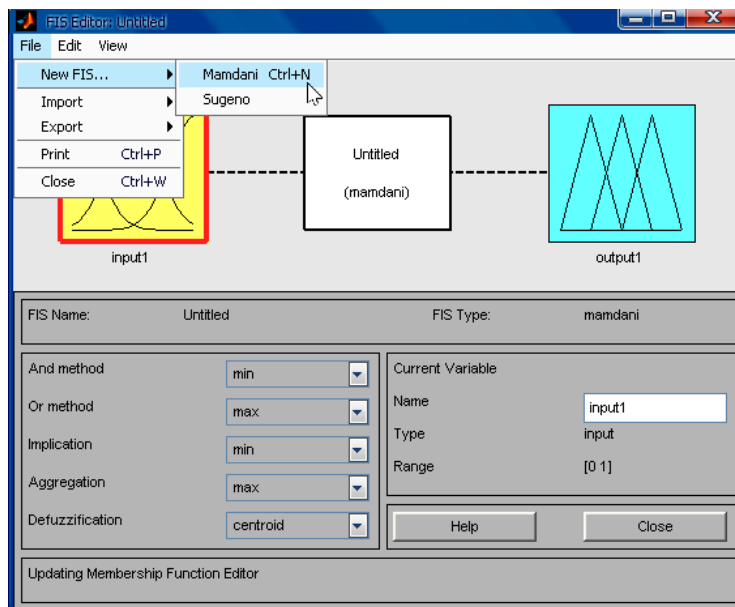 FIS Editor: Untitled
File Edit View
New FIS...
Mamdani Ctrl+N
Sugeno
Import
Export
Print Ctrl+P
Close Ctrl+W
Untitled
(mamdani)
input1
output1
FIS Name: Untitled FIS Type: mamdani
And method min
Or method max
Implication min
Aggregation max
Defuzzification centroid
Current Variable
Name input1
Type input
Range [0 1]
Help Close
Updating Membership Function Editor